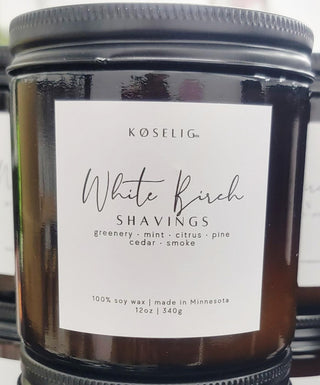 KØSELIG
White Birch
SHAVINGS
greenery · mint · citrus · pine
cedar · smoke
100% soy wax | made in Minnesota
12oz | 340g